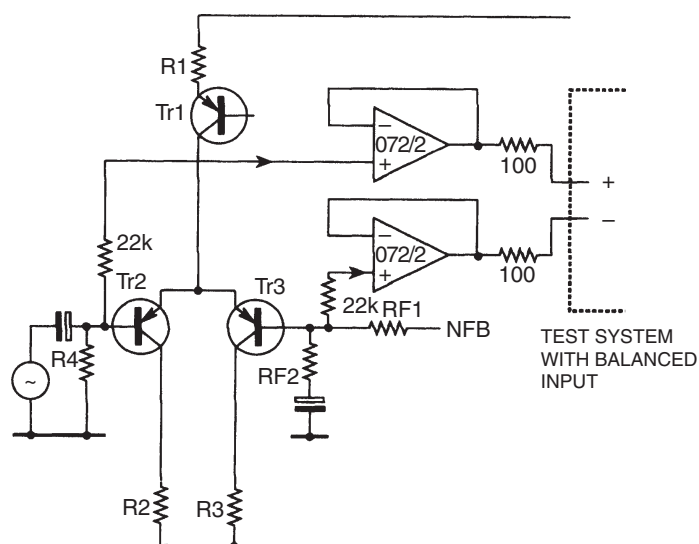 R1
Tr1
−
072/2
+
100
+
−
−
072/2
+
100
22k
Tr2
Tr3
22k
RF1
NFB
R4
~
RF2
TEST SYSTEM
WITH BALANCED
INPUT
R2
R3